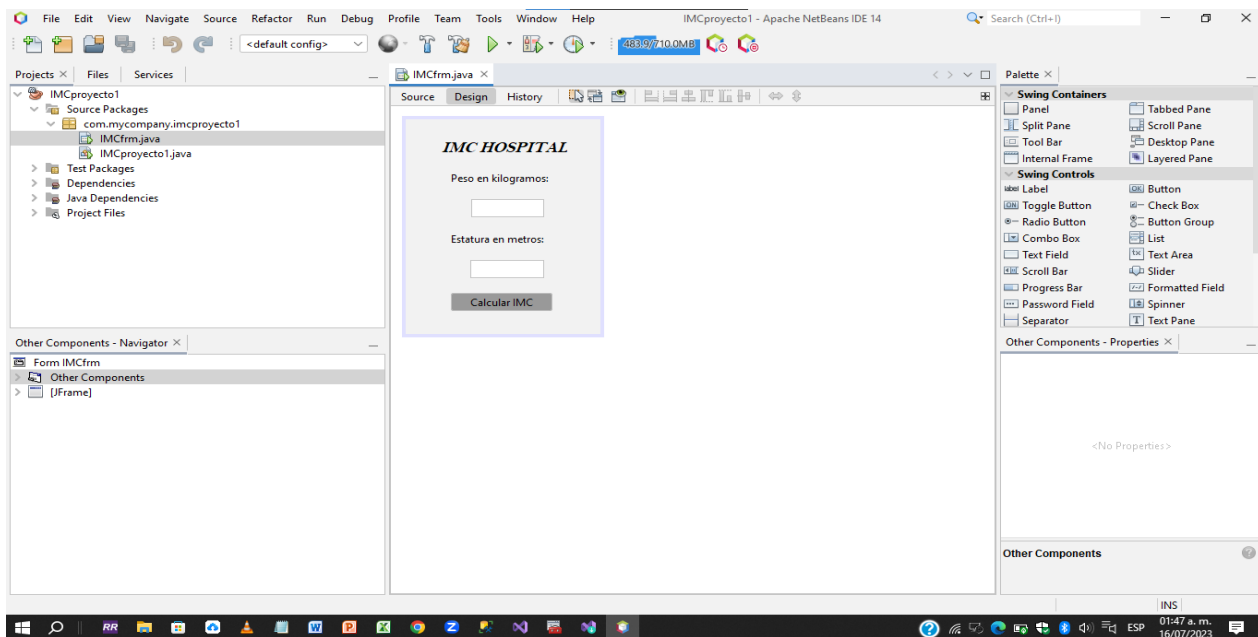 File Edit View Navigate Source Refactor Run Debug Profile Team Tools Window Help IMCproyecto1 - Apache NetBeans IDE 14 Search (Ctrl+I)
<default config> 483.9/710.0MB
Projects Files Services
IMCproyecto1
Source Packages
com.mycompany.imcproyecto1
IMCfrm.java
IMCproyecto1.java
Test Packages
Dependencies
Java Dependencies
Project Files
Other Components - Navigator
Form IMCfrm
Other Components
[JFrame]
IMCfrm.java
Source Design History
IMC HOSPITAL
Peso en kilogramos:
Estatura en metros:
Calcular IMC
Palette
Swing Containers
Panel Tabbed Pane
Split Pane Scroll Pane
Tool Bar Desktop Pane
Internal Frame Layered Pane
Swing Controls
label Label OK Button
ON Toggle Button Check Box
Radio Button Button Group
Combo Box List
Text Field Text Area
Scroll Bar Slider
Progress Bar Formatted Field
Password Field Spinner
Separator T Text Pane
Other Components - Properties
<No Properties>
Other Components
INS
RR W P Z ESP 01:47 a. m.
16/07/2023